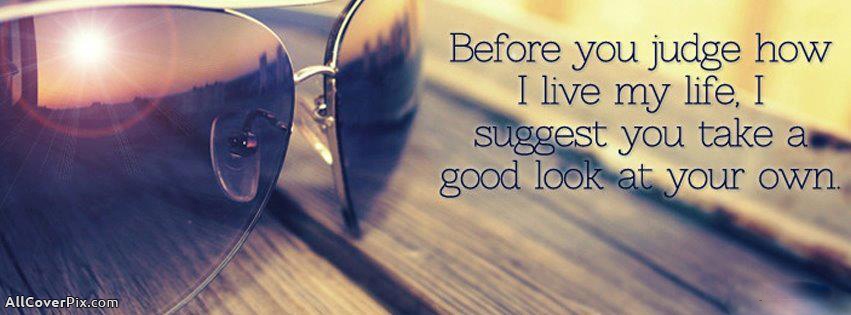 Before you judge how
I live my life, I
suggest you take a
good look at your own.
AllCoverPix.com